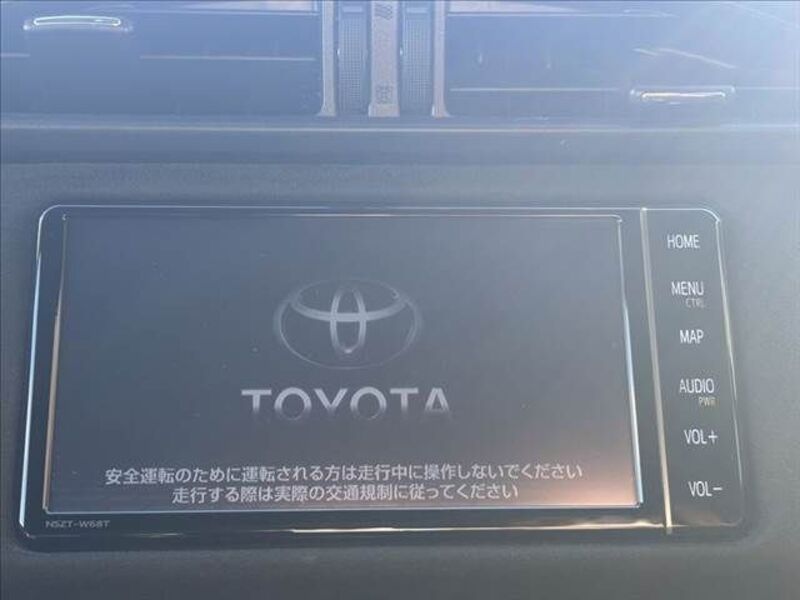 HOME
MENU
CTRL
MAP
AUDIO
PWR
VOL+
VOL-
TOYOTA
安全運転のために運転される方は走行中に操作しないでください
走行する際は実際の交通規制に従ってください
NSZT-W68T